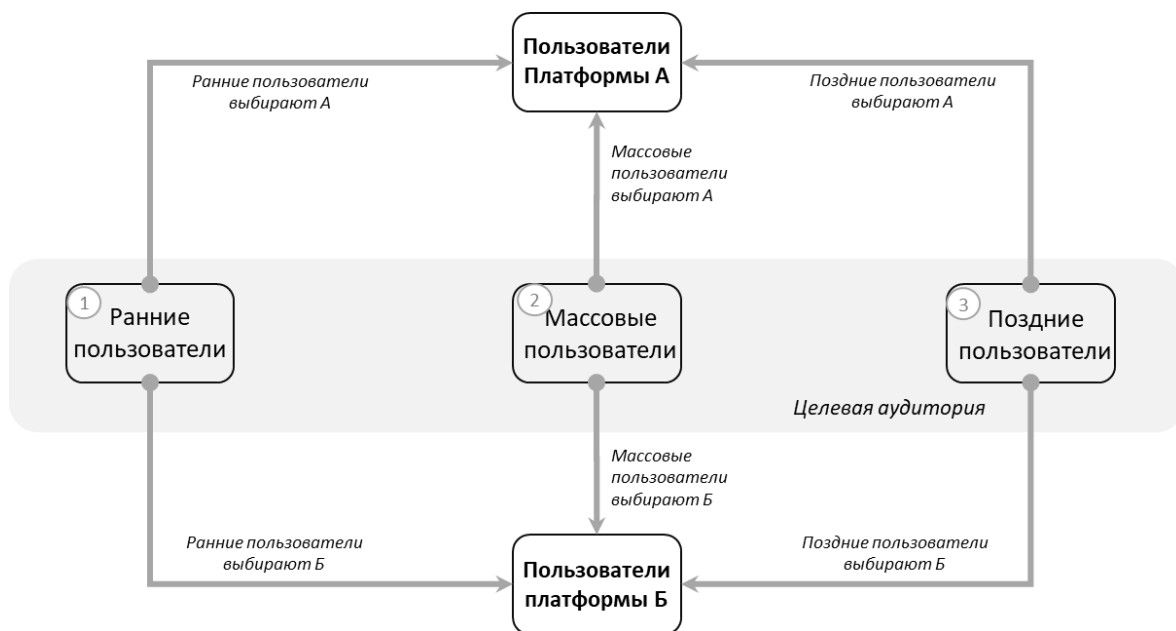 Пользователи
Платформы А
Ранние пользователи
выбирают А
Поздние пользователи
выбирают А
Массовые
пользователи
выбирают А
1
Ранние
пользователи
2
Массовые
пользователи
3
Поздние
пользователи
Целевая аудитория
Массовые
пользователи
выбирают Б
Ранние пользователи
выбирают Б
Поздние пользователи
выбирают Б
Пользователи
платформы Б